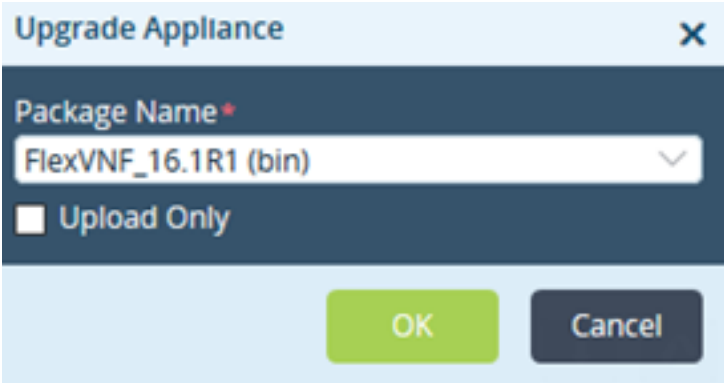 Upgrade Appliance
Package Name*
FlexVNF_16.1R1 (bin)
Upload Only
OK
Cancel